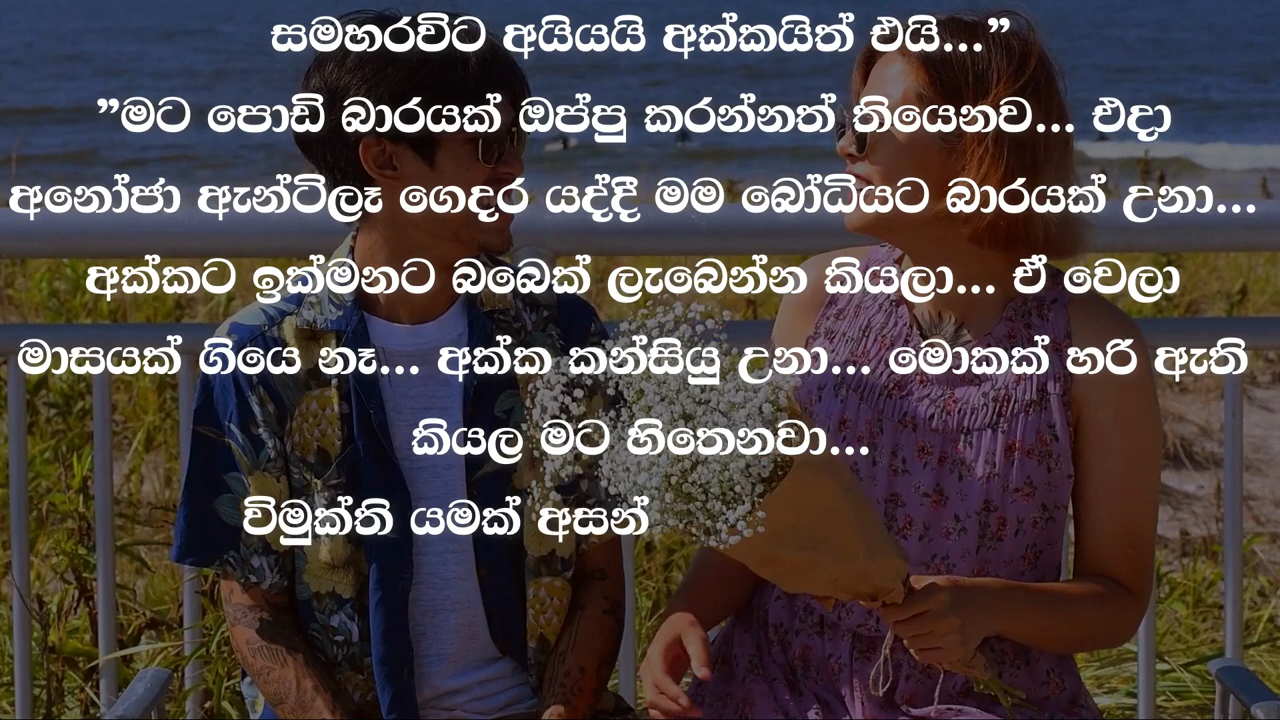 සමහරවිට අයියයි අක්කයිත් එයි...”
”මට පොඩි බාරයක් ඔප්පු කරන්නත් තියෙනව... එදා
අනෝජා ඇන්ටිලෑ ගෙදර යද්දී මම බෝධියට බාරයක් උනා...
අක්කට ඉක්මනට බබෙක් ලැබෙන්න කියලා... ඒ වෙලා
මාසයක් ගියෙ නෑ... අක්ක කන්සියු උනා... මොකක් හරි ඇති
කියල මට හිතෙනවා...
විමුක්ති යමක් අසන්